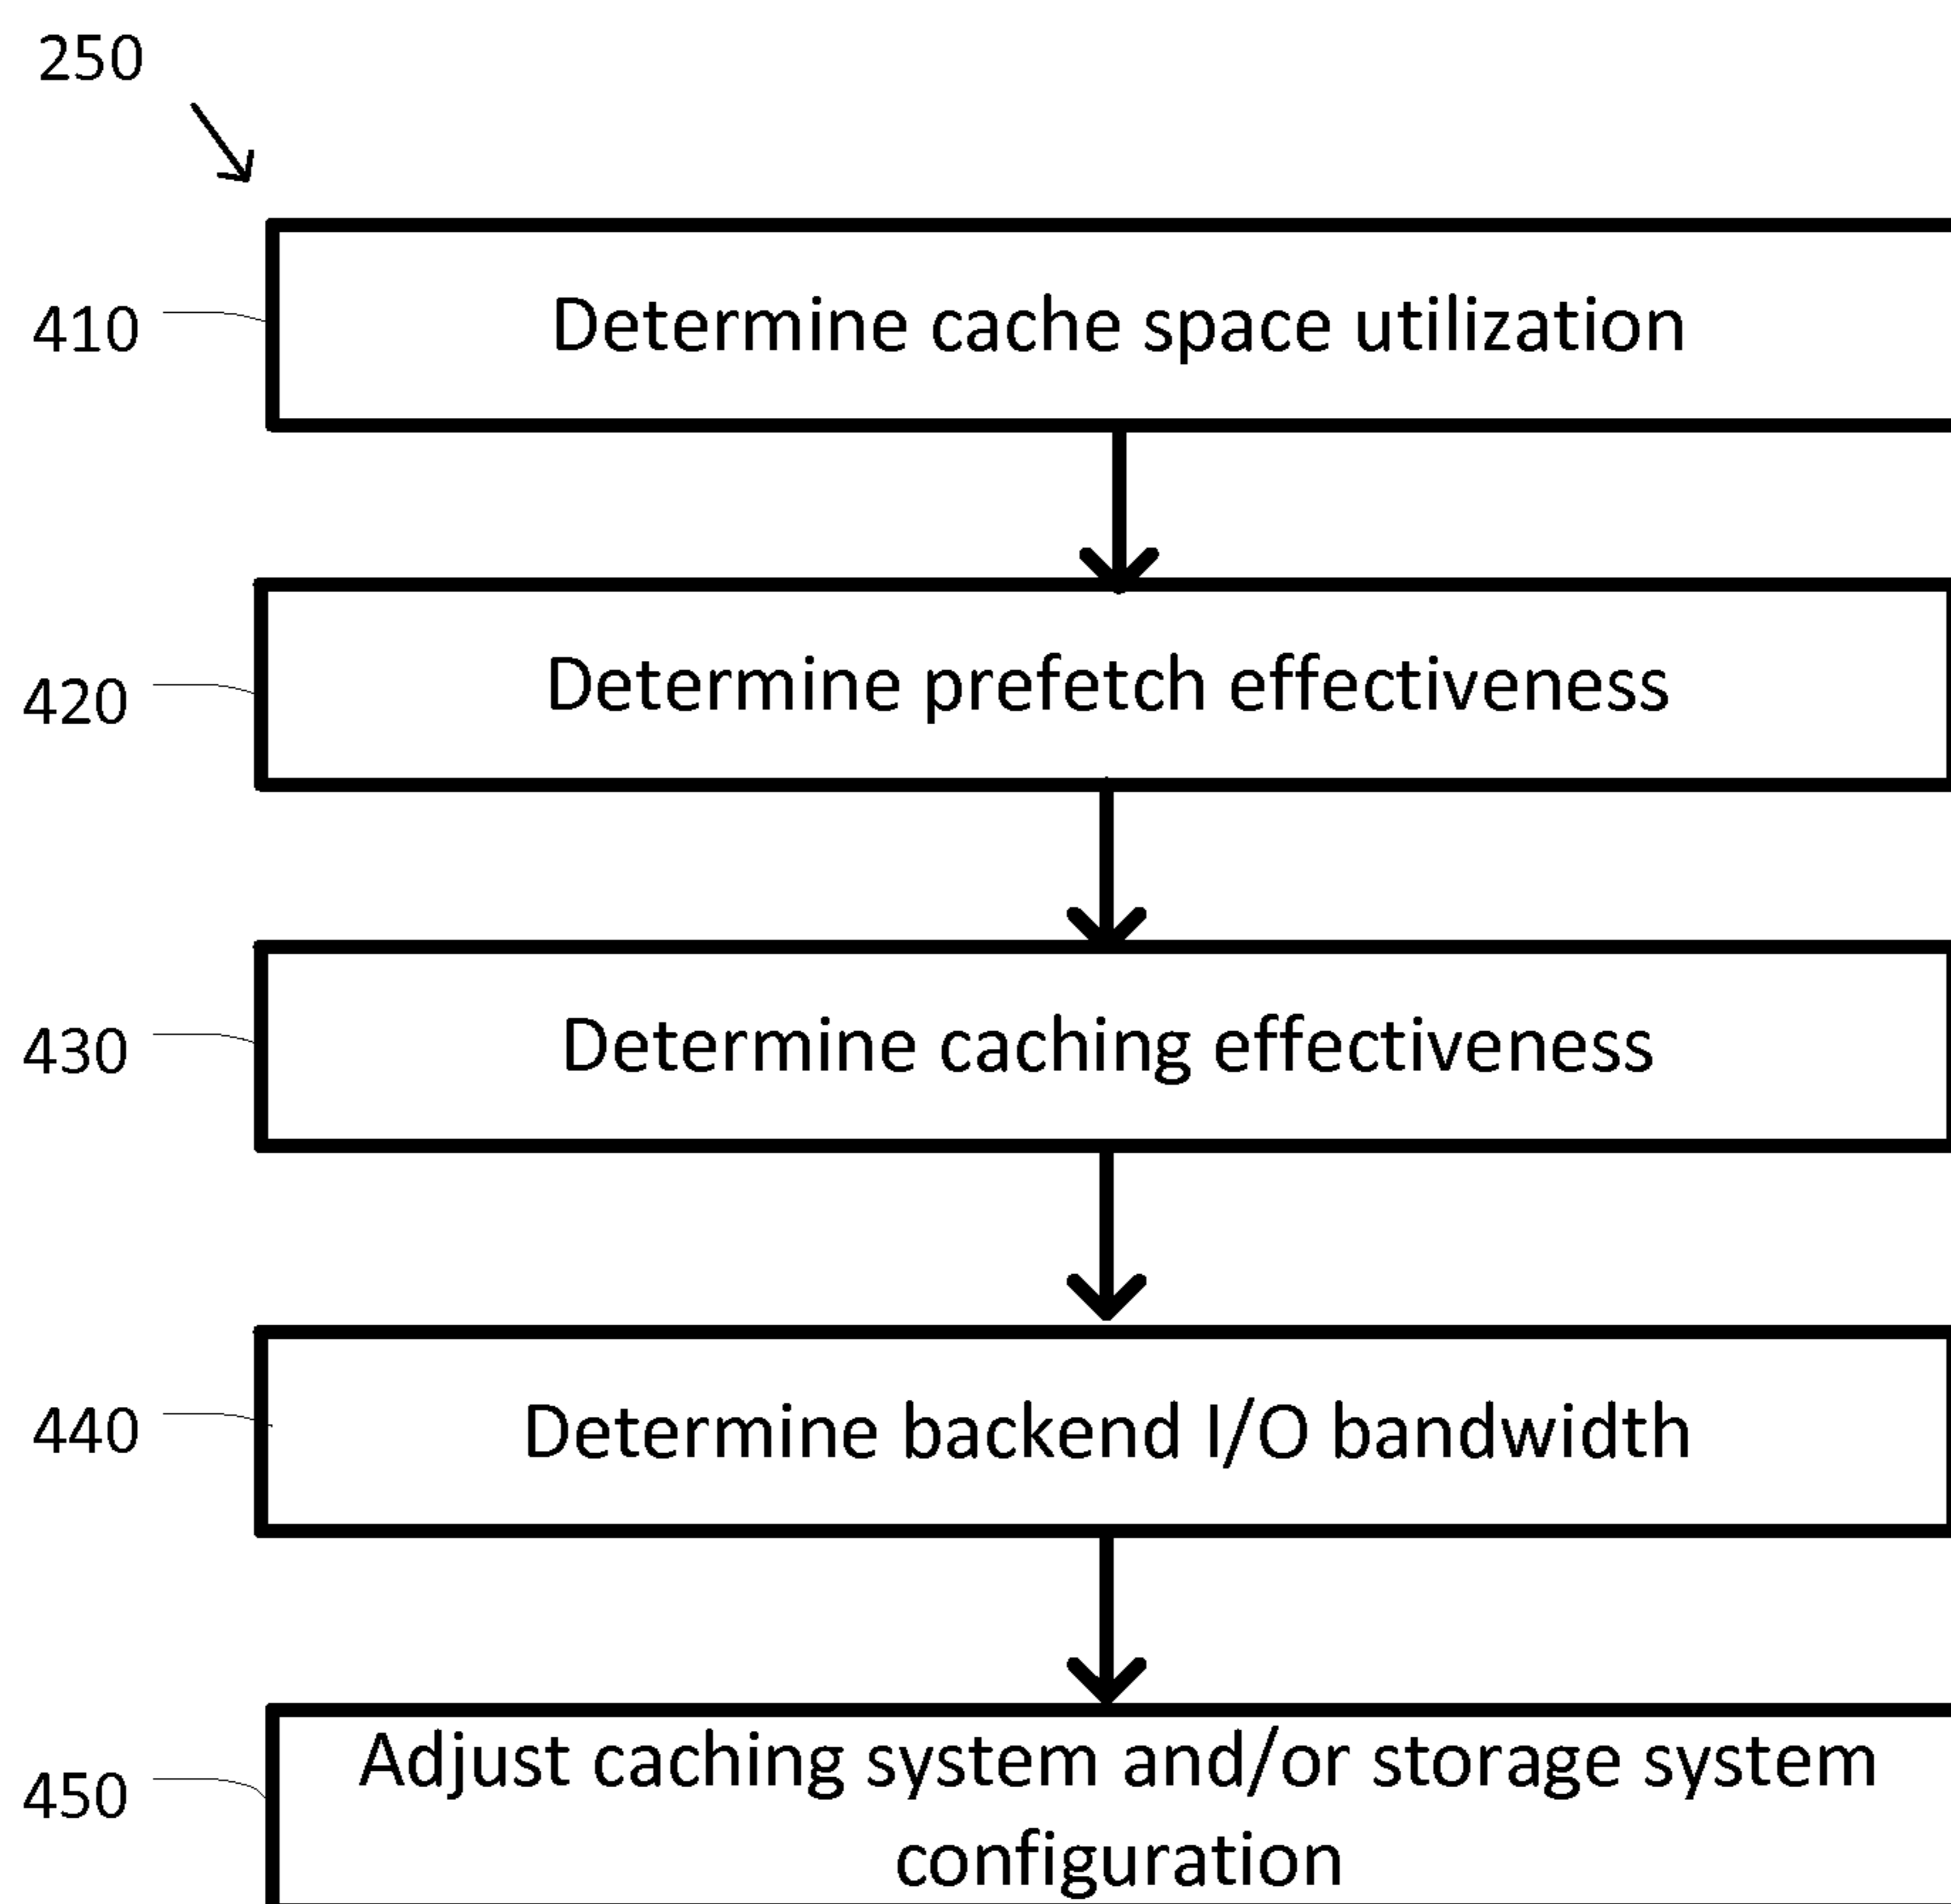 250
410
Determine cache space utilization
420
Determine prefetch effectiveness
430
Determine caching effectiveness
440
Determine backend I/O bandwidth
450
Adjust caching system and/or storage system
configuration